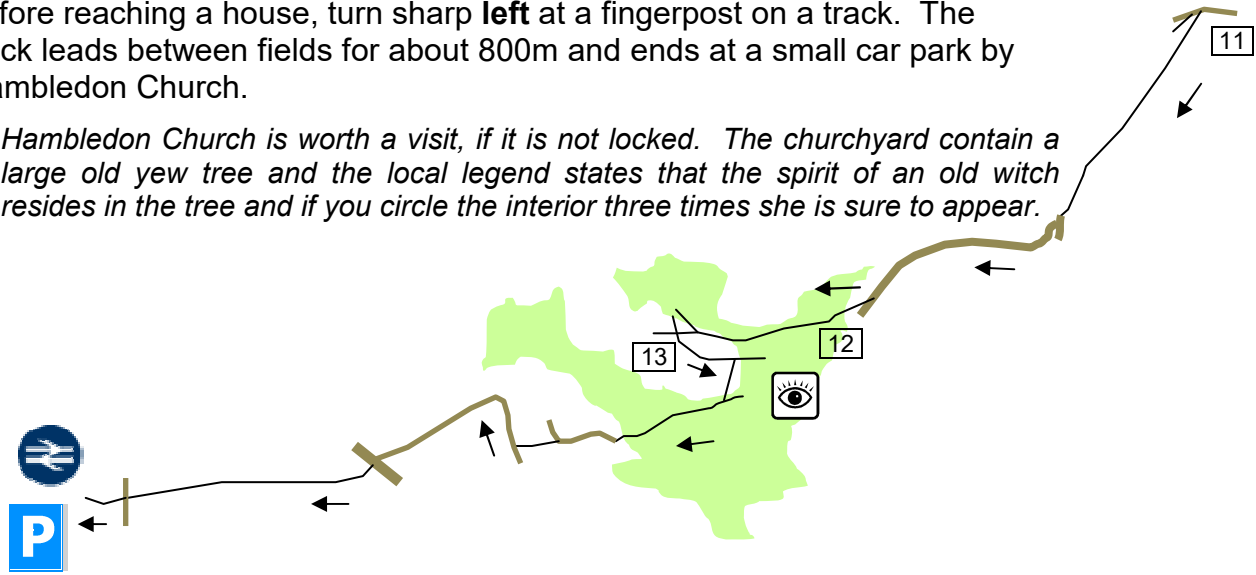 fore reaching a house, turn sharp left at a fingerpost on a track. The
ck leads between fields for about 800m and ends at a small car park by
mbledon Church.
Hambledon Church is worth a visit, if it is not locked. The churchyard contain a
large old yew tree and the local legend states that the spirit of an old witch
resides in the tree and if you circle the interior three times she is sure to appear.
11
12
13
P